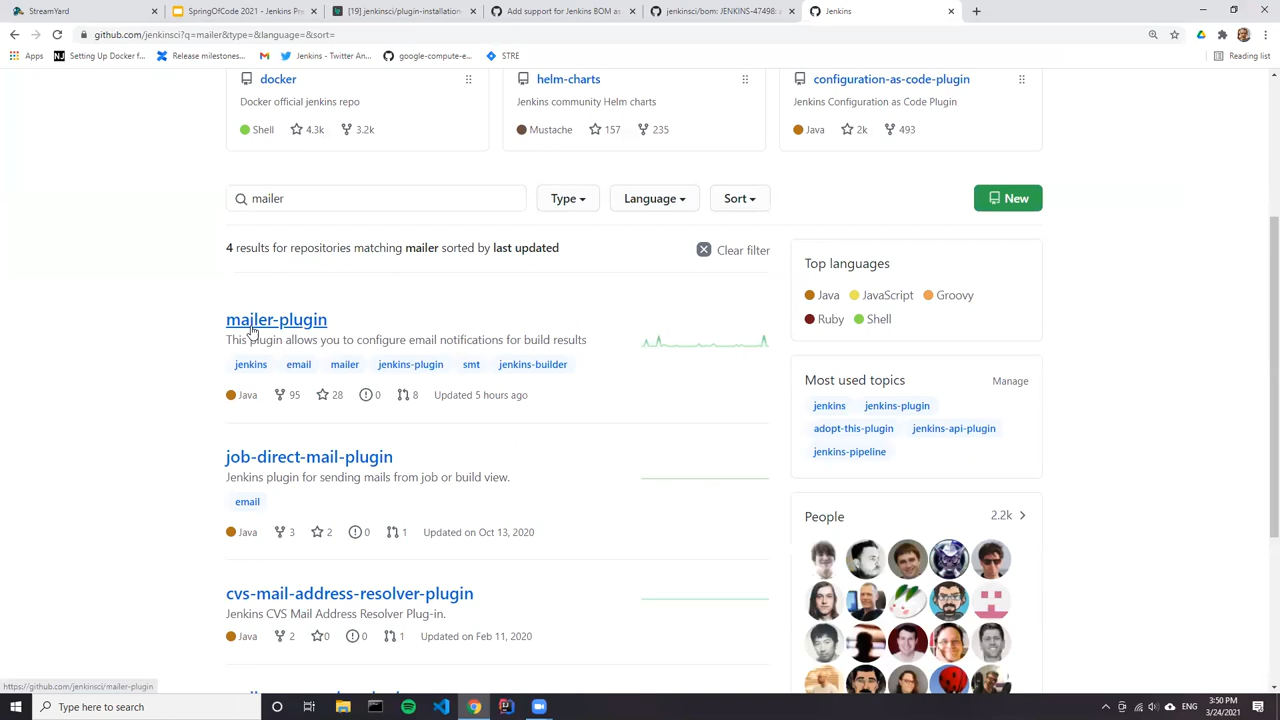 StreamYard
SpringOfCode 2021 - Jenkins Pr
[19] jenkinsci/plugin-installation-
Add support for Jenkins BOM as
jenkinsci/bom: JENKINS-47498:
Jenkins
github.com/jenkinsci?q=mailer&type=&language=&sort=
Apps
Setting Up Docker f...
Release milestones...
Jenkins - Twitter An...
google-compute-e...
STRE
Reading list
docker
Docker official jenkins repo
Shell 4.3k 3.2k
helm-charts
Jenkins community Helm charts
Mustache 157 235
configuration-as-code-plugin
Jenkins Configuration as Code Plugin
Java 2k 493
mailer
Type
Language
Sort
New
4 results for repositories matching mailer sorted by last updated
Clear filter
mailer-plugin
This plugin allows you to configure email notifications for build results
jenkins email mailer jenkins-plugin smt jenkins-builder
Java 95 28 0 8 Updated 5 hours ago
job-direct-mail-plugin
Jenkins plugin for sending mails from job or build view.
email
Java 3 2 0 1 Updated on Oct 13, 2020
cvs-mail-address-resolver-plugin
Jenkins CVS Mail Address Resolver Plug-in.
Java 2 0 0 1 Updated on Feb 11, 2020
Top languages
Java JavaScript Groovy
Ruby Shell
Most used topics
Manage
jenkins jenkins-plugin
adopt-this-plugin jenkins-api-plugin
jenkins-pipeline
People
2.2k
https://github.com/jenkinsci/mailer-plugin
Type here to search
ENG
3:50 PM
3/24/2021